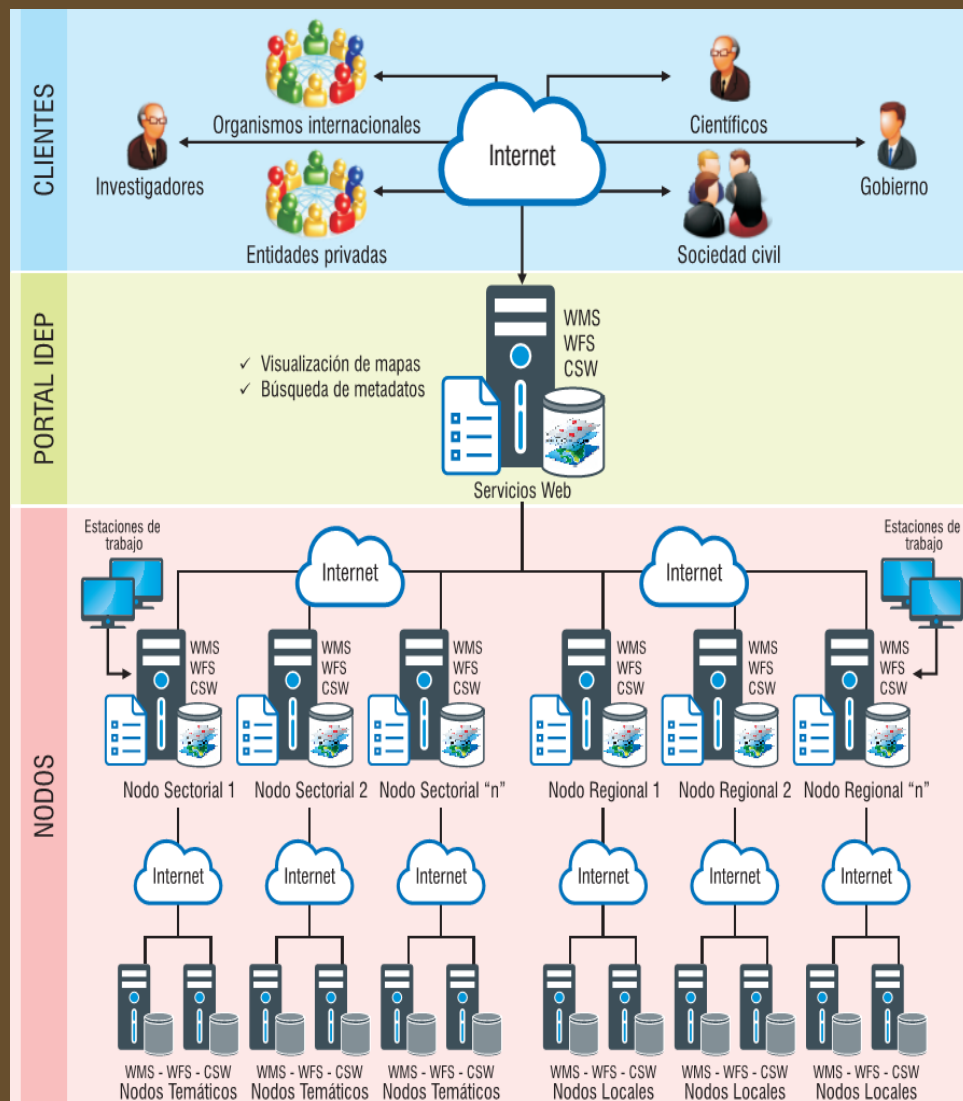 CLIENTES
Organismos internacionales
Científicos
Internet
Investigadores
Gobierno
Entidades privadas
Sociedad civil
PORTAL IDEP
✓ Visualización de mapas
✓ Búsqueda de metadatos
WMS
WFS
CSW
Servicios Web
NODOS
Estaciones de
trabajo
Internet
Internet
Estaciones de
trabajo
WMS
WFS
CSW
WMS
WFS
CSW
WMS
WFS
CSW
WMS
WFS
CSW
WMS
WFS
CSW
WMS
WFS
CSW
Nodo Sectorial 1
Nodo Sectorial 2
Nodo Sectorial “n”
Nodo Regional 1
Nodo Regional 2
Nodo Regional “n”
Internet
Internet
Internet
Internet
Internet
Internet
WMS - WFS - CSW
Nodos Temáticos
WMS - WFS - CSW
Nodos Temáticos
WMS - WFS - CSW
Nodos Temáticos
WMS - WFS - CSW
Nodos Locales
WMS - WFS - CSW
Nodos Locales
WMS - WFS - CSW
Nodos Locales